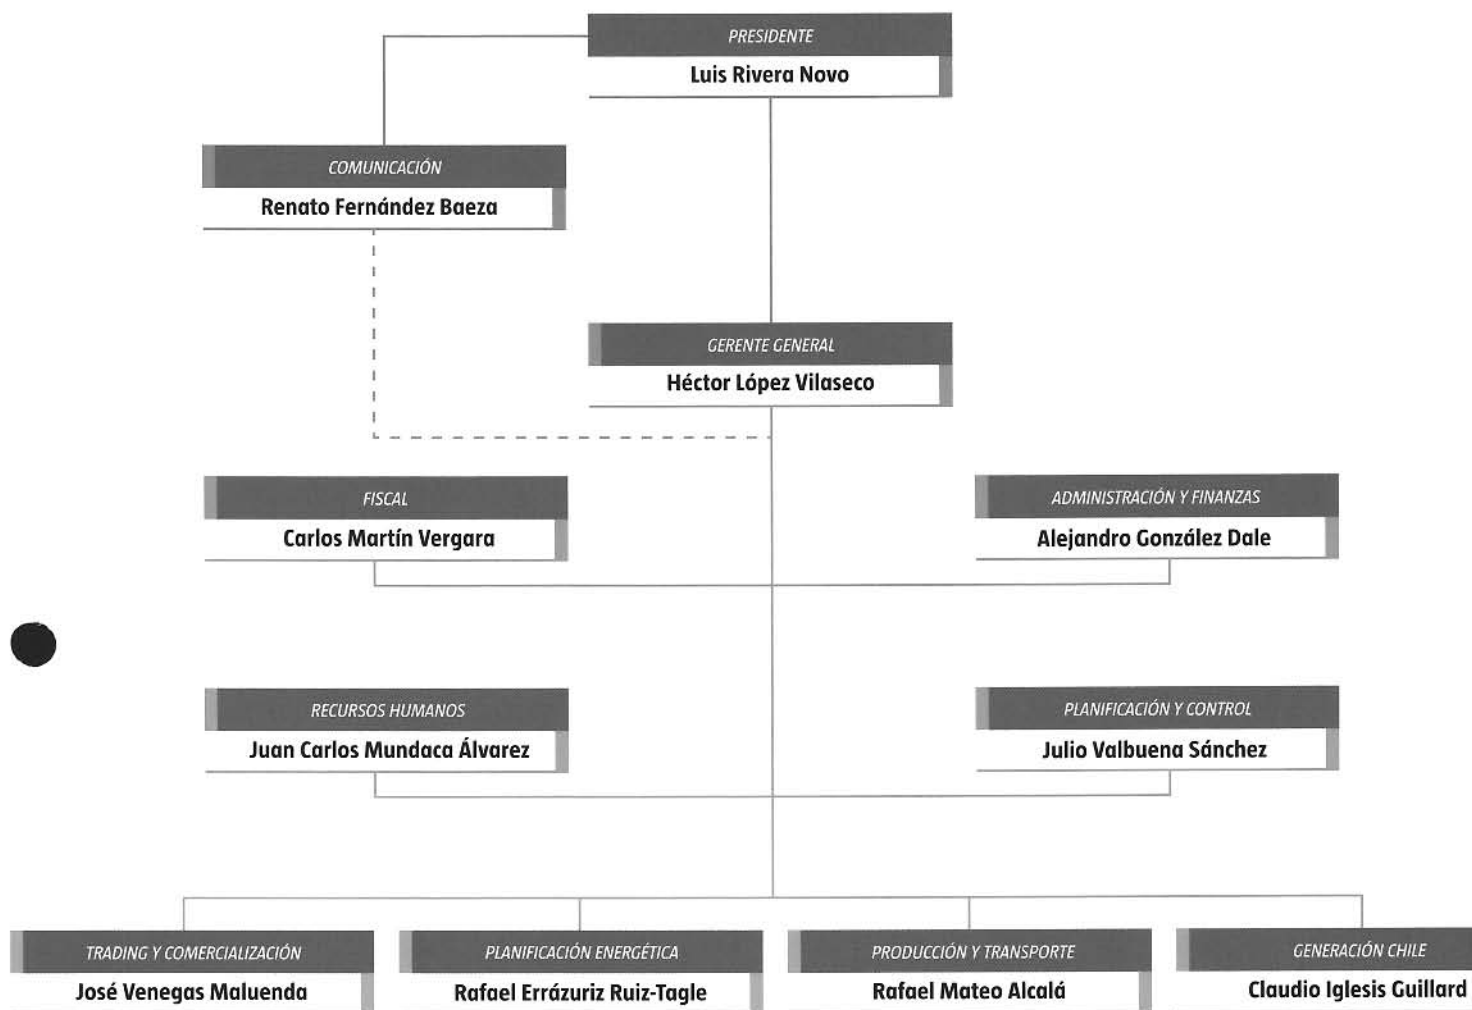 PRESIDENTE
Luis Rivera Novo
COMUNICACIÓN
Renato Fernández Baeza
GERENTE GENERAL
Héctor López Vilaseco
FISCAL
Carlos Martín Vergara
ADMINISTRACIÓN Y FINANZAS
Alejandro González Dale
RECURSOS HUMANOS
Juan Carlos Mundaca Álvarez
PLANIFICACIÓN Y CONTROL
Julio Valbuena Sánchez
TRADING Y COMERCIALIZACIÓN
José Venegas Maluenda
PLANIFICACIÓN ENERGÉTICA
Rafael Errázuriz Ruiz-Tagle
PRODUCCIÓN Y TRANSPORTE
Rafael Mateo Alcalá
GENERACIÓN CHILE
Claudio Iglesis Guillard